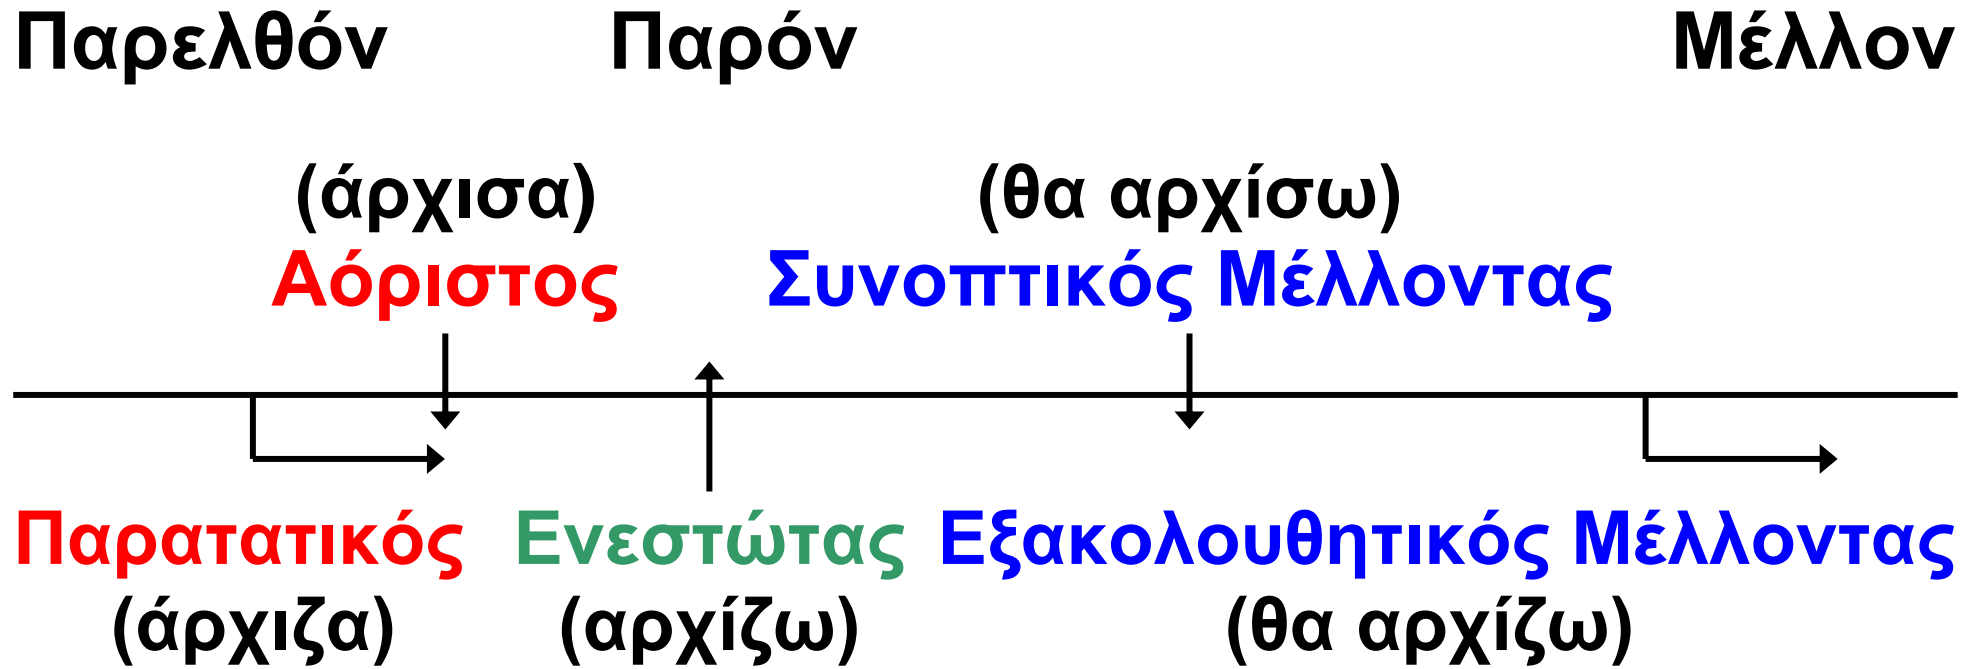 Παρελθόν Παρόν Μέλλον
(άρχισα) (θα αρχίσω)
Αόριστος Συνοπτικός Μέλλοντας
Παρατατικός Ενεστώτας Εξακολουθητικός Μέλλοντας
(άρχιζα) (αρχίζω) (θα αρχίζω)